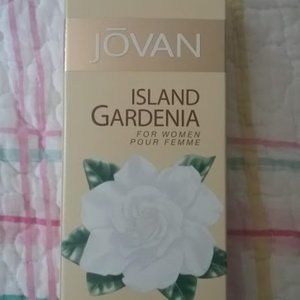 JŌVAN
ISLAND
GARDENIA
FOR WOMEN
POUR FEMME